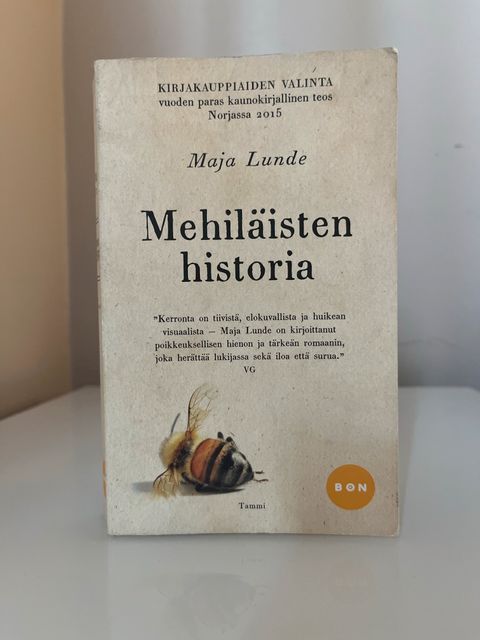 KIRJAKAUPPIAIDEN VALINTA
vuoden paras kaunokirjallinen teos
Norjassa 2015
Maja Lunde
Mehiläisten
historia
"Kerronta on tiivistä, elokuvallista ja huikean
visuaalista – Maja Lunde on kirjoittanut
poikkeuksellisen hienon ja tärkeän romaanin,
joka herättää lukijassa sekä iloa että surua."
VG
BON
Tammi